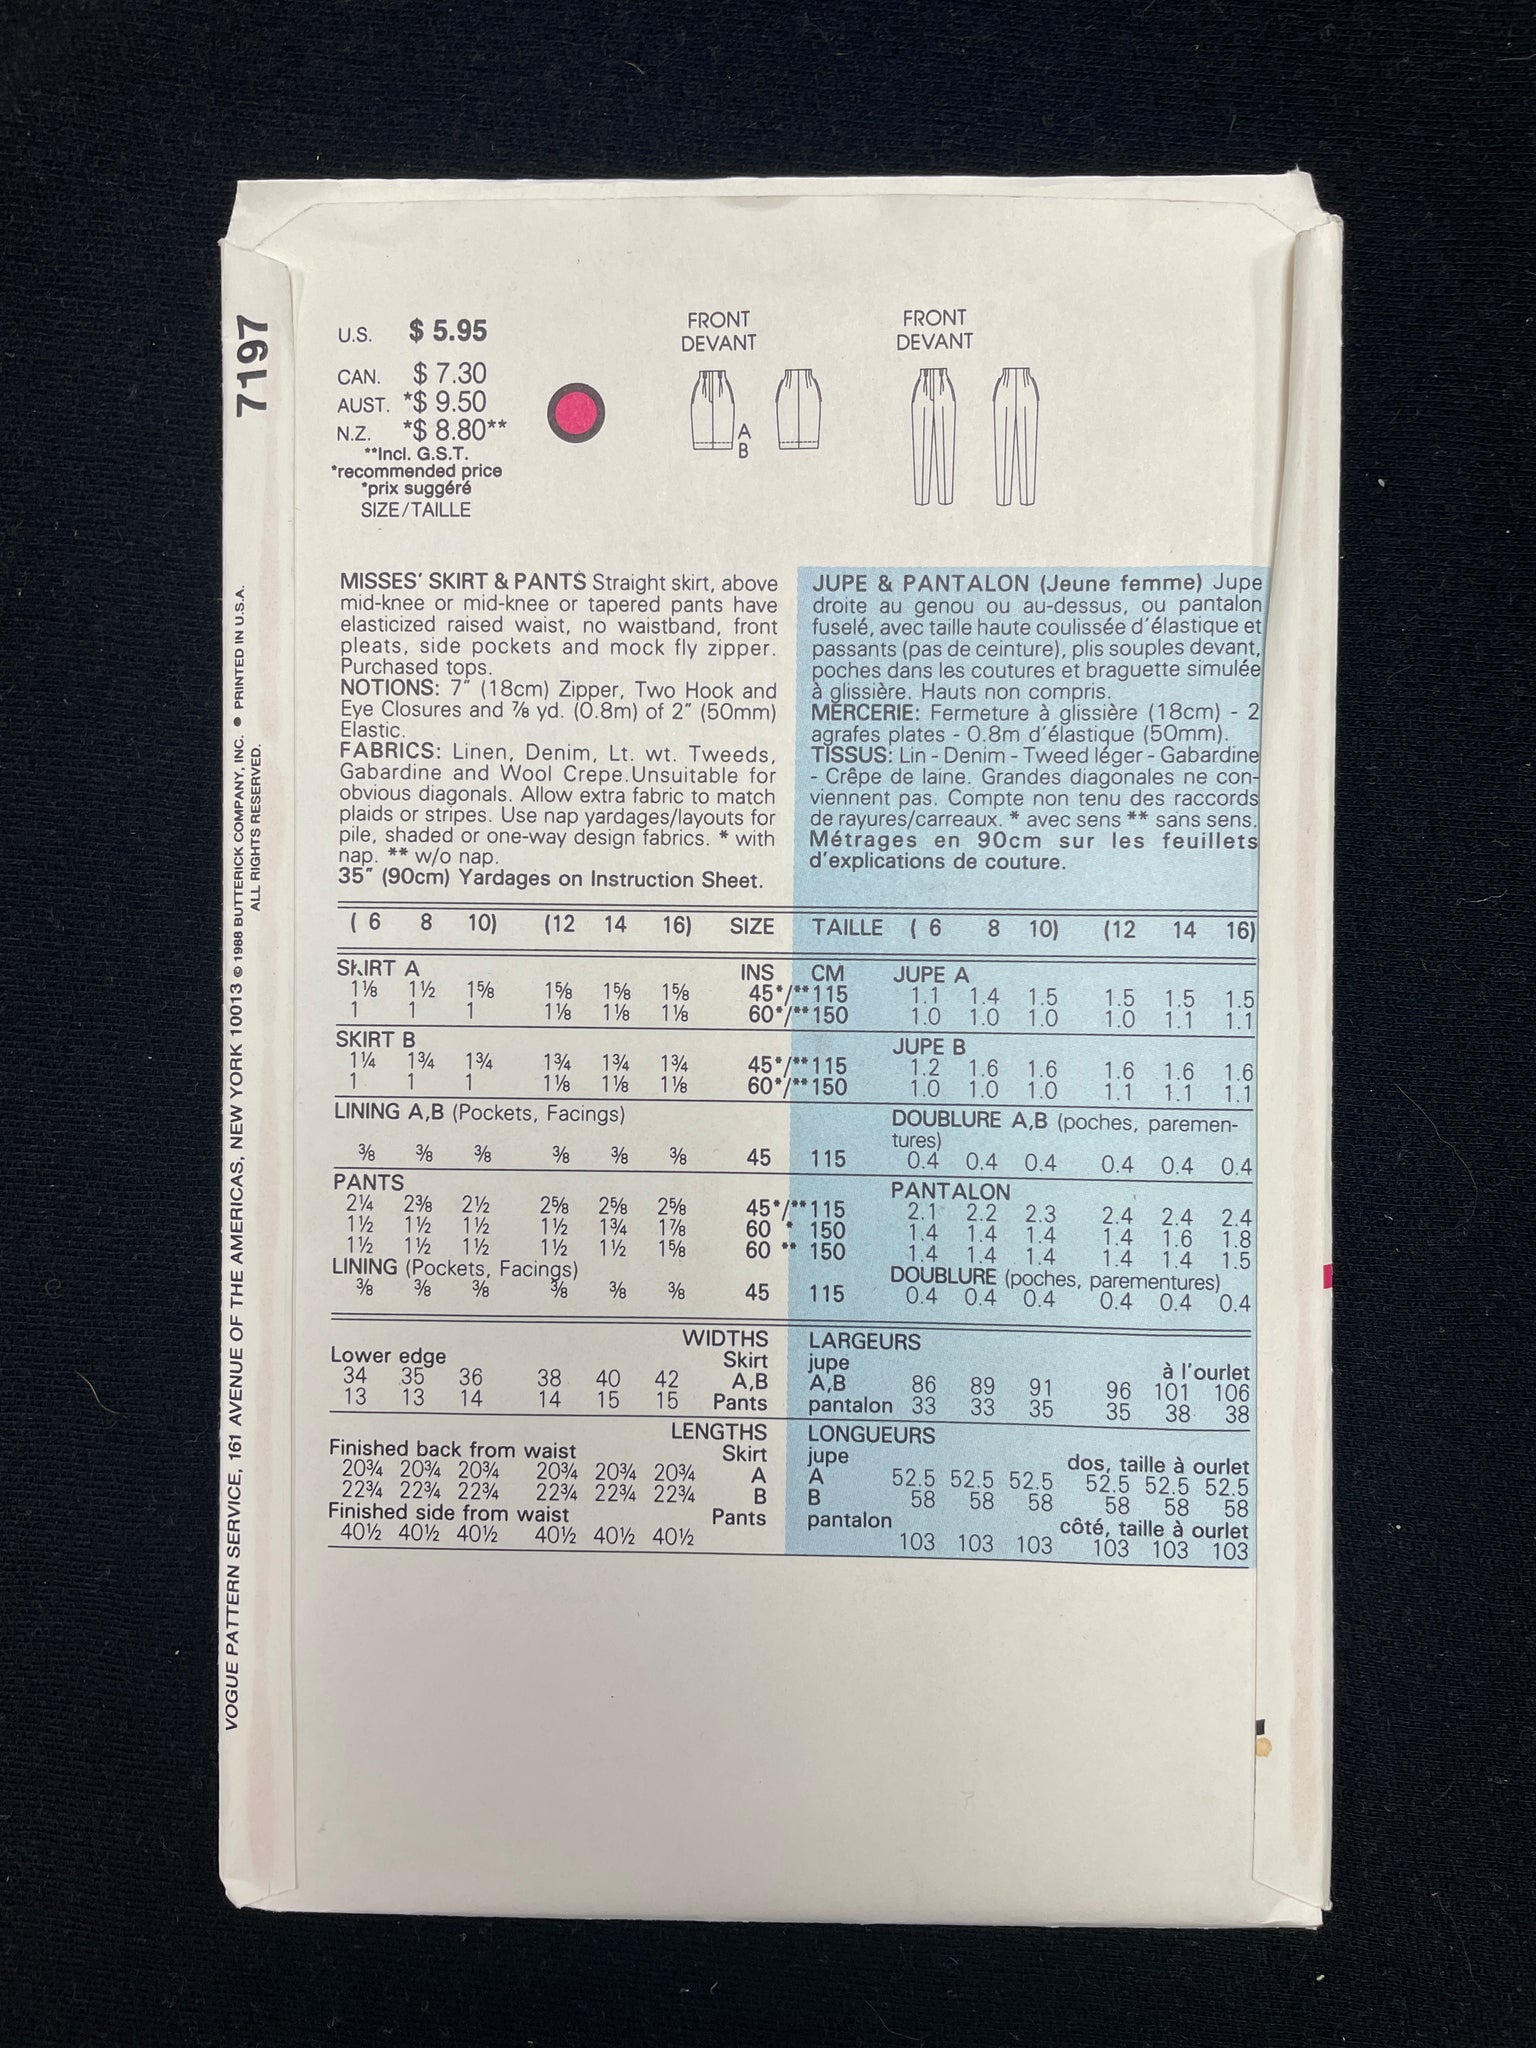 7197
VOGUE PATTERN SERVICE, 161 AVENUE OF THE AMERICAS, NEW YORK 10013 © 1988 BUTTERICK COMPANY, INC. ● PRINTED IN U.S.A.
ALL RIGHTS RESERVED.
U.S. $ 5.95
CAN. $ 7.30
AUST. *$ 9.50
N.Z. *$ 8.80**
**Incl. G.S.T.
*recommended price
*prix suggéré
SIZE/TAILLE
FRONT
DEVANT
A
B
FRONT
DEVANT
MISSES' SKIRT & PANTS Straight skirt, above
mid-knee or mid-knee or tapered pants have
elasticized raised waist, no waistband, front
pleats, side pockets and mock fly zipper.
Purchased tops.
NOTIONS: 7" (18cm) Zipper, Two Hook and
Eye Closures and ⅞ yd. (0.8m) of 2" (50mm)
Elastic.
FABRICS: Linen, Denim, Lt. wt. Tweeds,
Gabardine and Wool Crepe. Unsuitable for
obvious diagonals. Allow extra fabric to match
plaids or stripes. Use nap yardages/layouts for
pile, shaded or one-way design fabrics. * with
nap. ** w/o nap.
35" (90cm) Yardages on Instruction Sheet.
JUPE & PANTALON (Jeune femme) Jupe
droite au genou ou au-dessus, ou pantalon
fuselé, avec taille haute coulissée d'élastique et
passants (pas de ceinture), plis souples devant,
poches dans les coutures et braguette simulée
à glissière. Hauts non compris.
MERCERIE: Fermeture à glissière (18cm) - 2
agrafes plates - 0.8m d'élastique (50mm).
TISSUS: Lin - Denim - Tweed léger - Gabardine
- Crêpe de laine. Grandes diagonales ne con-
viennent pas. Compte non tenu des raccords
de rayures/carreaux. * avec sens ** sans sens.
Métrages en 90cm sur les feuillets
d'explications de couture.
( 6 8 10) (12 14 16) SIZE TAILLE ( 6 8 10) (12 14 16)
SKIRT A INS CM JUPE A
1⅛ 1½ 1⅝ 1⅝ 1⅝ 1⅝ 45*/**115 1.1 1.4 1.5 1.5 1.5 1.5
1 1 1 1⅛ 1⅛ 1⅛ 60*/**150 1.0 1.0 1.0 1.0 1.1 1.1
SKIRT B JUPE B
1¼ 1¾ 1¾ 1¾ 1¾ 1¾ 45*/**115 1.2 1.6 1.6 1.6 1.6 1.6
1 1 1 1⅛ 1⅛ 1⅛ 60*/**150 1.0 1.0 1.0 1.1 1.1 1.1
LINING A,B (Pockets, Facings) DOUBLURE A,B (poches, paremen-
tures)
⅜ ⅜ ⅜ ⅜ ⅜ ⅜ 45 115 0.4 0.4 0.4 0.4 0.4 0.4
PANTS PANTALON
2¼ 2⅜ 2½ 2⅝ 2⅝ 2⅝ 45*/**115 2.1 2.2 2.3 2.4 2.4 2.4
1½ 1½ 1½ 1½ 1¾ 1⅞ 60 * 150 1.4 1.4 1.4 1.4 1.6 1.8
1½ 1½ 1½ 1½ 1½ 1⅝ 60 ** 150 1.4 1.4 1.4 1.4 1.4 1.5
LINING (Pockets, Facings) DOUBLURE (poches, parementures)
⅜ ⅜ ⅜ ⅜ ⅜ ⅜ 45 115 0.4 0.4 0.4 0.4 0.4 0.4
WIDTHS LARGEURS
Lower edge Skirt jupe à l'ourlet
34 35 36 38 40 42 A,B A,B 86 89 91 96 101 106
13 13 14 14 15 15 Pants pantalon 33 33 35 35 38 38
LENGTHS LONGUEURS
Finished back from waist Skirt jupe dos, taille à ourlet
20¾ 20¾ 20¾ 20¾ 20¾ 20¾ A A 52.5 52.5 52.5 52.5 52.5 52.5
22¾ 22¾ 22¾ 22¾ 22¾ 22¾ B B 58 58 58 58 58 58
Finished side from waist Pants pantalon côté, taille à ourlet
40½ 40½ 40½ 40½ 40½ 40½ 103 103 103 103 103 103